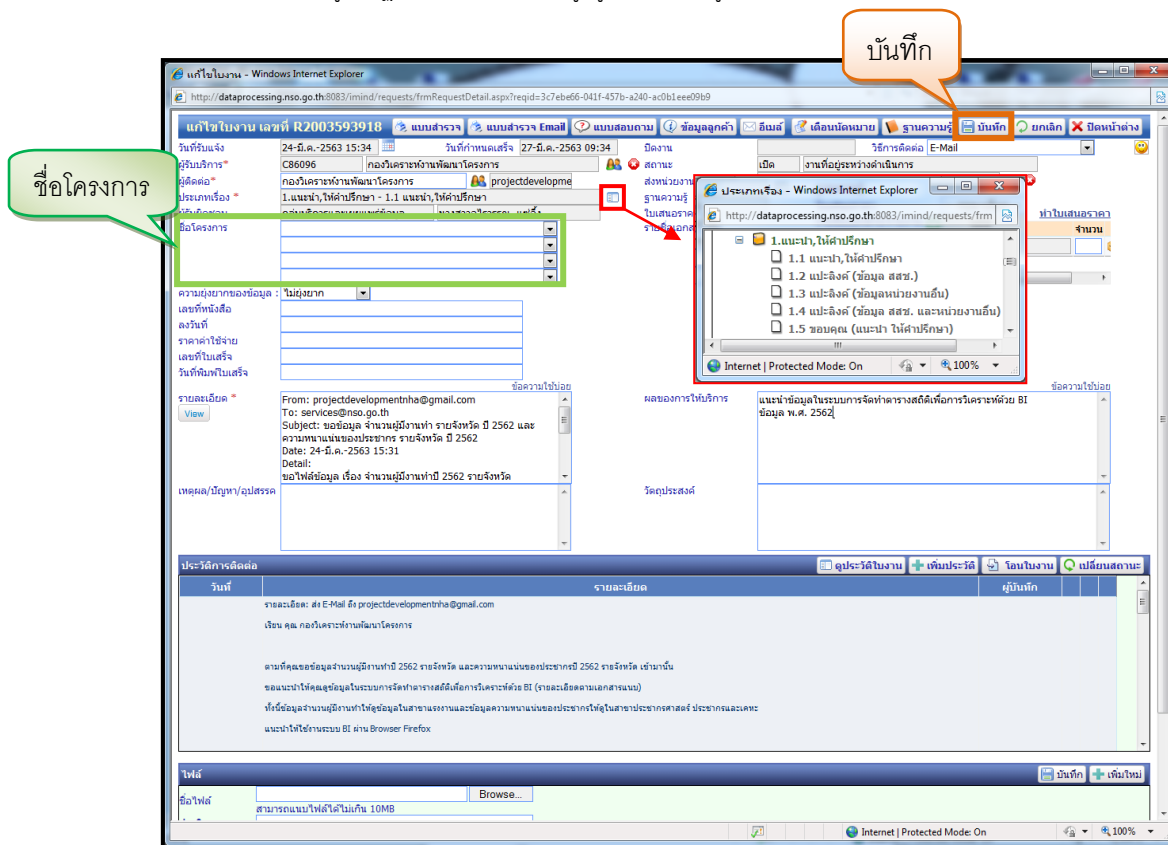 บันทึก
ชื่อโครงการ
แก้ไขใบงาน - Windows Internet Explorer
http://dataprocessing.nso.go.th:8083/imind/requests/frmRequestDetail.aspx?reqid=3c7ebe66-041f-457b-a240-ac0b1eee09b9
แก้ไขใบงาน เลขที่ R2003593918 แบบสำรวจ แบบสำรวจ Email แบบสอบถาม ข้อมูลลูกค้า อีเมล์ เตือนนัดหมาย ฐานความรู้ บันทึก ยกเลิก ปิดหน้าต่าง
วันที่รับแจ้ง 24-มี.ค.-2563 15:34 วันที่กำหนดเสร็จ 27-มี.ค.-2563 09:34 ปิดงาน วิธีการติดต่อ E-Mail
ผู้รับบริการ* C86096 กองวิเคราะห์งานพัฒนาโครงการ สถานะ เปิด งานที่อยู่ระหว่างดำเนินการ
ผู้ติดต่อ* กองวิเคราะห์งานพัฒนาโครงการ projectdevelopme ส่งหน่วยงาน
ประเภทเรื่อง * 1.แนะนำ,ให้คำปรึกษา - 1.1 แนะนำ,ให้คำปรึกษา ฐานความรู้
ใบเสนอราคา ทำใบเสนอราคา
ชื่อโครงการ จำนวน
ประเภทเรื่อง - Windows Internet Explorer
http://dataprocessing.nso.go.th:8083/imind/requests/frm
1.แนะนำ,ให้คำปรึกษา
1.1 แนะนำ,ให้คำปรึกษา
1.2 แปะลิงค์ (ข้อมูล สสช.)
1.3 แปะลิงค์ (ข้อมูลหน่วยงานอื่น)
1.4 แปะลิงค์ (ข้อมูล สสช. และหน่วยงานอื่น)
1.5 ขอบคุณ (แนะนำ ให้คำปรึกษา)
Internet | Protected Mode: On 100%
ความยุ่งยากของข้อมูล : ไม่ยุ่งยาก
เลขที่หนังสือ
ลงวันที่
ราคาค่าใช้จ่าย
เลขที่ใบเสร็จ
วันที่พิมพ์ใบเสร็จ
ข้อความใช้บ่อย ข้อความใช้บ่อย
รายละเอียด * From: projectdevelopmentnha@gmail.com ผลของการให้บริการ แนะนำข้อมูลในระบบการจัดทำตารางสถิติเพื่อการวิเคราะห์ด้วย BI
View To: services@nso.go.th ข้อมูล พ.ศ. 2562
Subject: ขอข้อมูล จำนวนผู้มีงานทำ รายจังหวัด ปี 2562 และ
ความหนาแน่นของประชากร รายจังหวัด ปี 2562
Date: 24-มี.ค.-2563 15:31
Detail:
ขอไฟล์ข้อมูล เรื่อง จำนวนผู้มีงานทำปี 2562 รายจังหวัด
เหตุผล/ปัญหา/อุปสรรค วัตถุประสงค์
ประวัติการติดต่อ ดูประวัติใบงาน เพิ่มประวัติ โอนใบงาน เปลี่ยนสถานะ
วันที่ รายละเอียด ผู้บันทึก
รายละเอียด: ส่ง E-Mail ถึง projectdevelopmentnha@gmail.com
เรียน คุณ กองวิเคราะห์งานพัฒนาโครงการ
ตามที่คุณขอข้อมูลจำนวนผู้มีงานทำปี 2562 รายจังหวัด และความหนาแน่นของประชากรปี 2562 รายจังหวัด เข้ามานั้น
ขอแนะนำให้คุณดูข้อมูลในระบบการจัดทำตารางสถิติเพื่อการวิเคราะห์ด้วย BI (รายละเอียดตามเอกสารแนบ)
ทั้งนี้ข้อมูลจำนวนผู้มีงานทำให้ดูข้อมูลในสาขาแรงงานและข้อมูลความหนาแน่นของประชากรให้ดูในสาขาประชากรศาสตร์ ประชากรและเคหะ
แนะนำให้ใช้งานระบบ BI ผ่าน Browser Firefox
ไฟล์ บันทึก เพิ่มใหม่
ชื่อไฟล์ Browse...
สามารถแนบไฟล์ได้ไม่เกิน 10MB
Internet | Protected Mode: On 100%